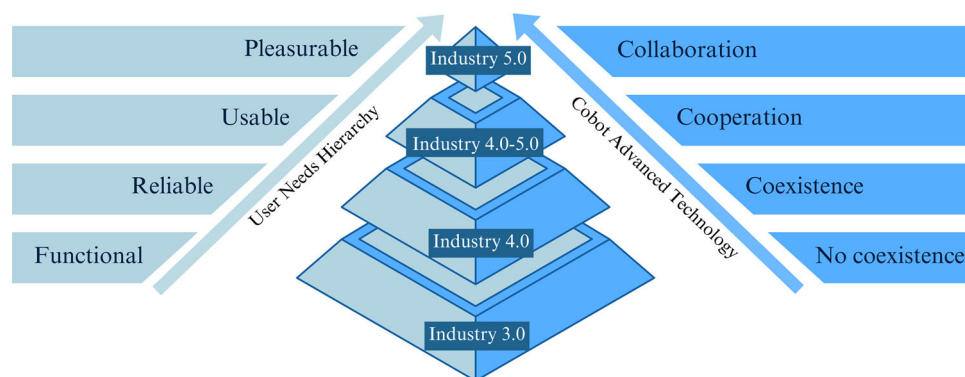 Pleasurable
Usable
Reliable
Functional
User Needs Hierarchy
Industry 5.0
Industry 4.0-5.0
Industry 4.0
Industry 3.0
Cobot Advanced Technology
Collaboration
Cooperation
Coexistence
No coexistence